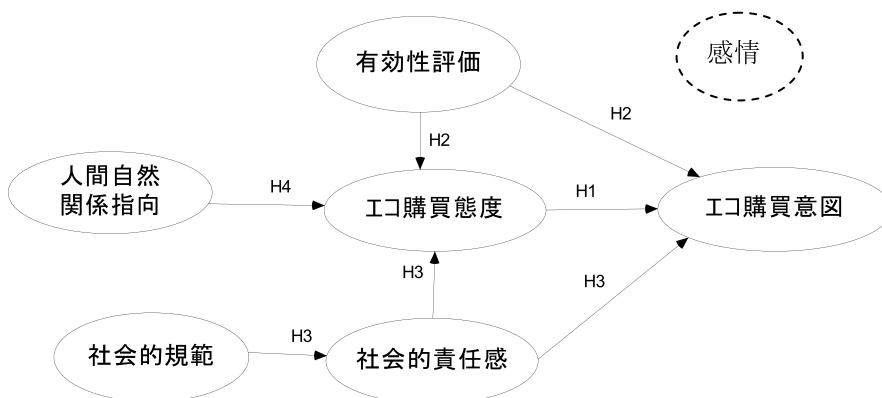 有効性評価
感情
H2
H2
人間自然
関係指向
H4
エコ購買態度
H1
エコ購買意図
H3
H3
社会的規範
H3
社会的責任感